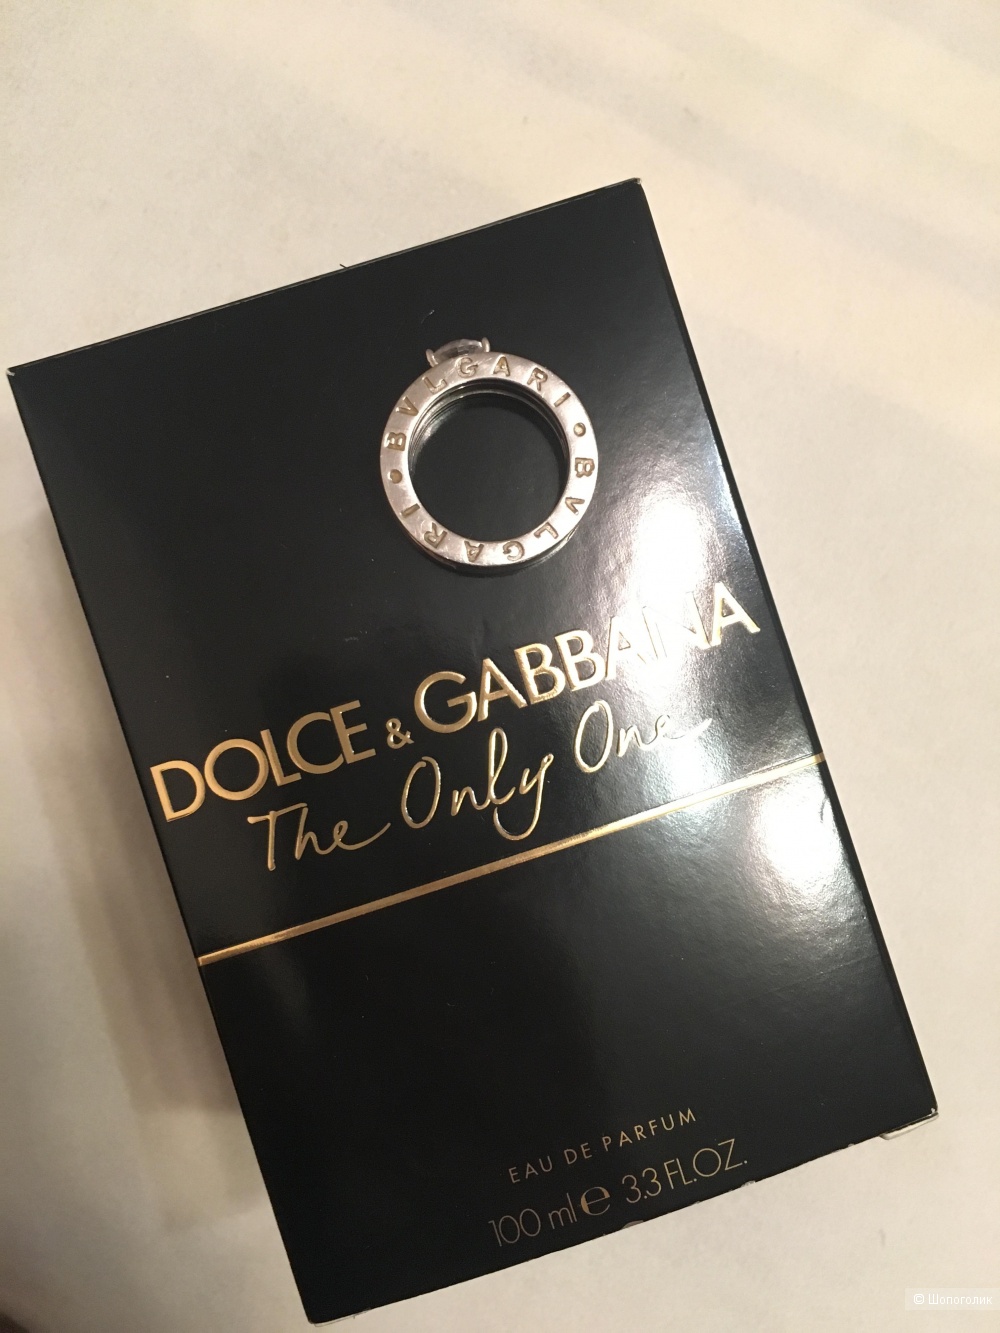 BVLGARI • BVLGARI •
DOLCE & GABBANA
The Only One
EAU DE PARFUM
100 ml e 3.3 FL.OZ.
© Шопоголик